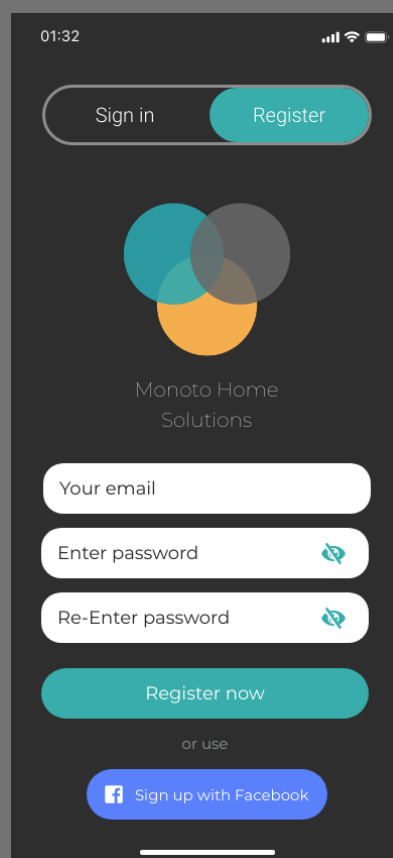 01:32
Sign in
Register
Monoto Home
Solutions
Your email
Enter password
Re-Enter password
Register now
or use
Sign up with Facebook